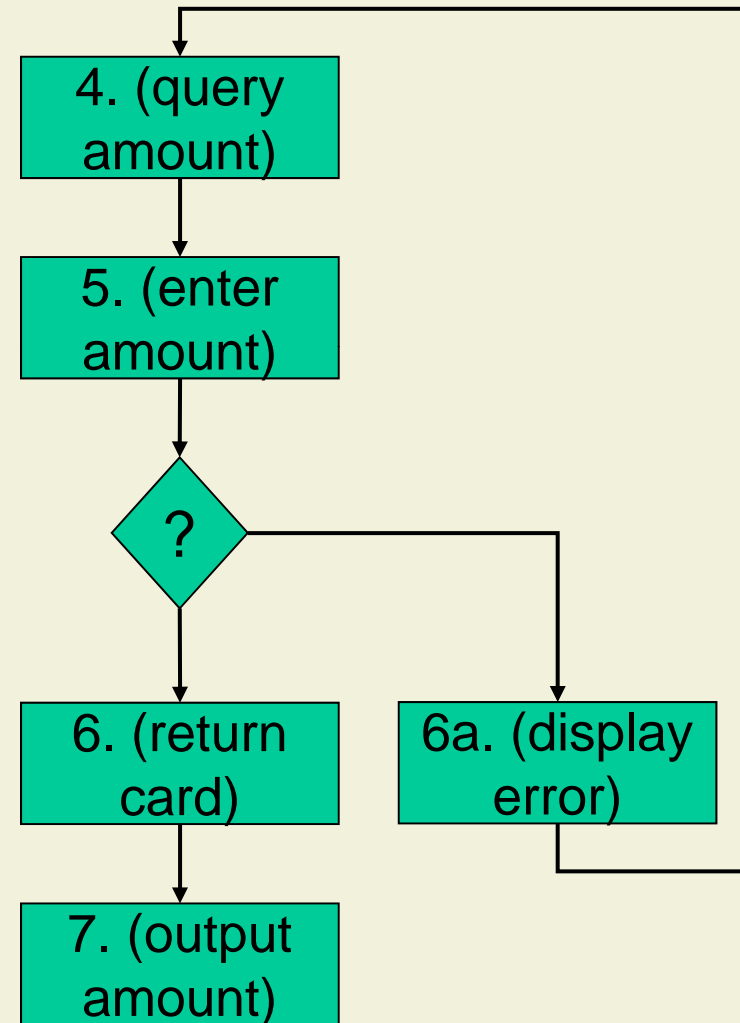 4. (query
amount)
5. (enter
amount)
?
6. (return
card)
6a. (display
error)
7. (output
amount)